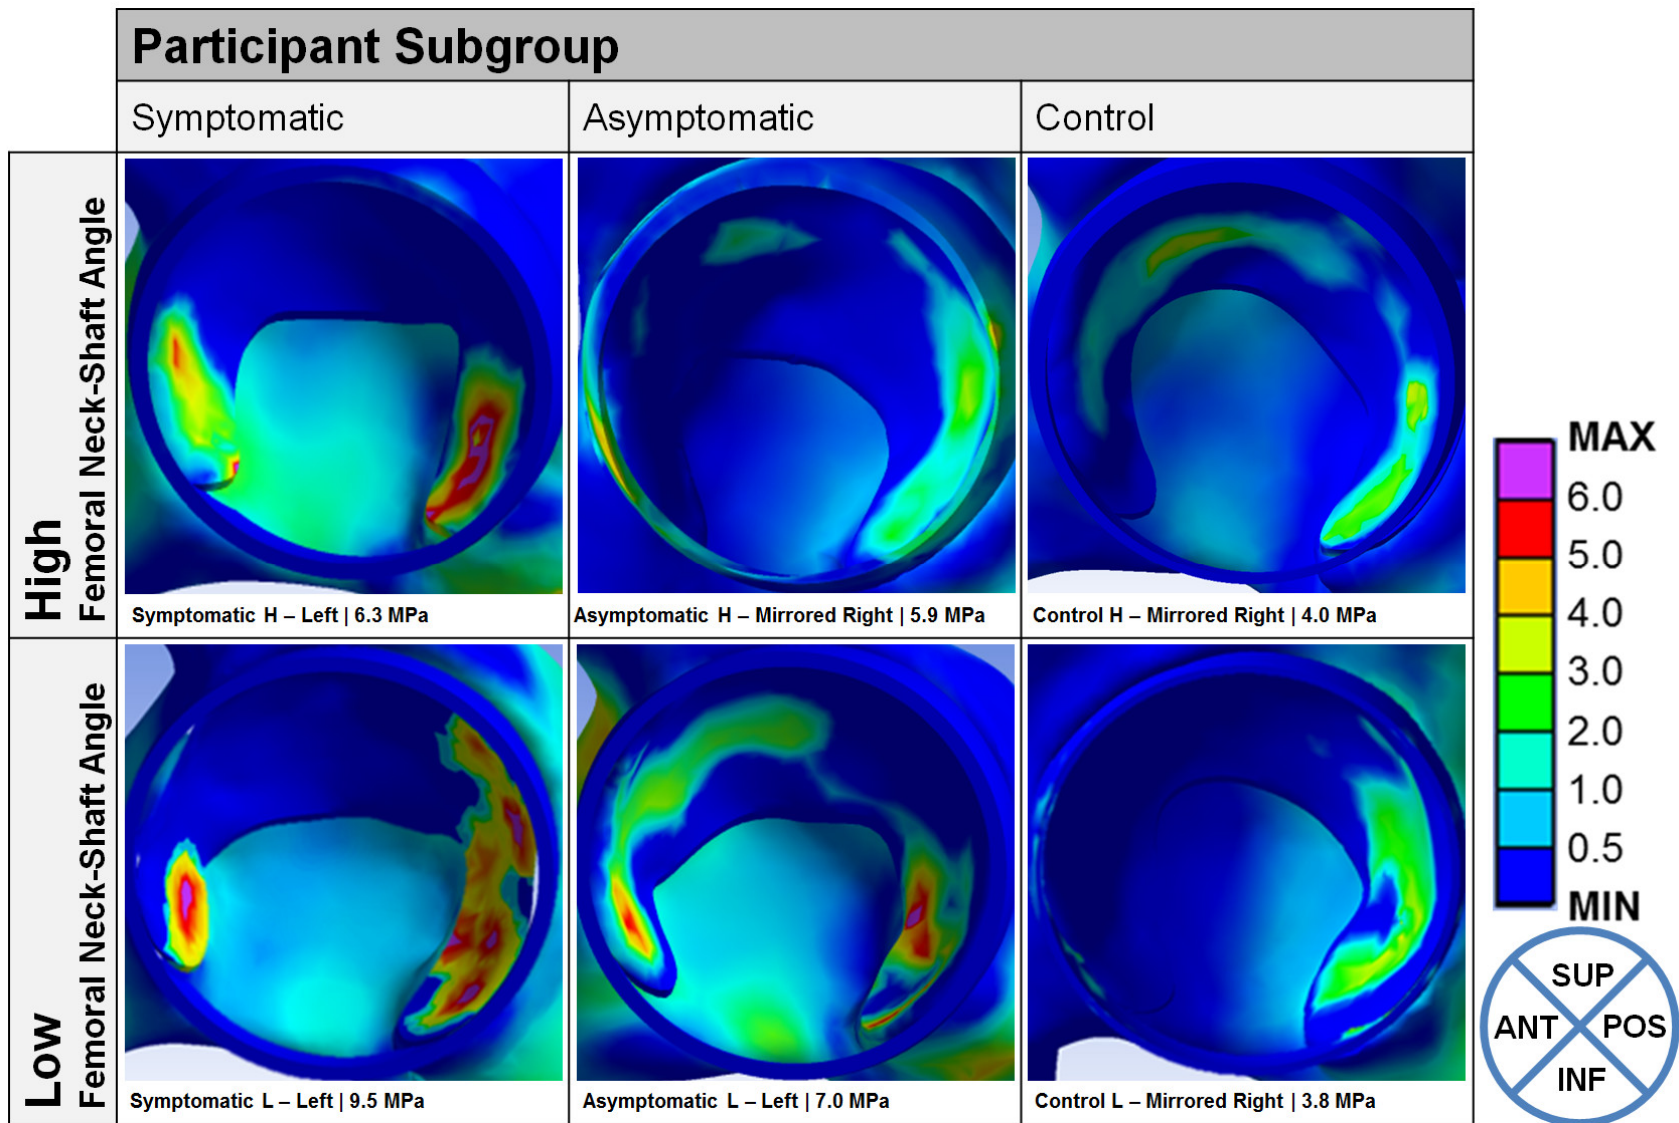 Participant Subgroup
Symptomatic
Asymptomatic
Control
High
Femoral Neck-Shaft Angle
Symptomatic H – Left | 6.3 MPa
Asymptomatic H – Mirrored Right | 5.9 MPa
Control H – Mirrored Right | 4.0 MPa
Low
Femoral Neck-Shaft Angle
Symptomatic L – Left | 9.5 MPa
Asymptomatic L – Left | 7.0 MPa
Control L – Mirrored Right | 3.8 MPa
MAX
6.0
5.0
4.0
3.0
2.0
1.0
0.5
MIN
SUP
ANT
POS
INF